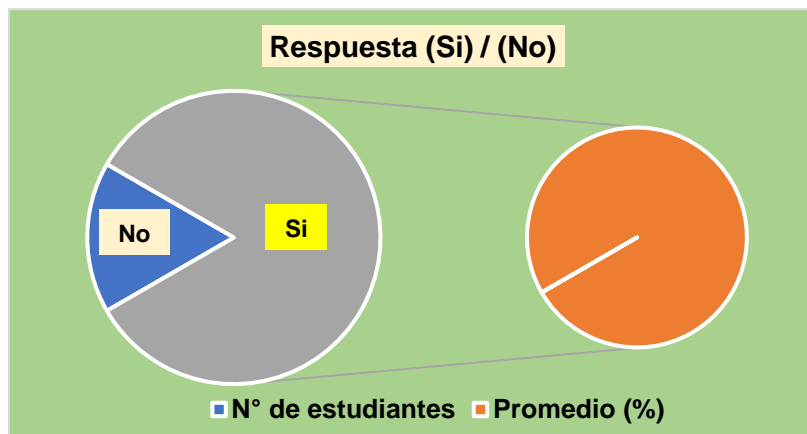 Respuesta (Si) / (No)
No
Si
N° de estudiantes
Promedio (%)